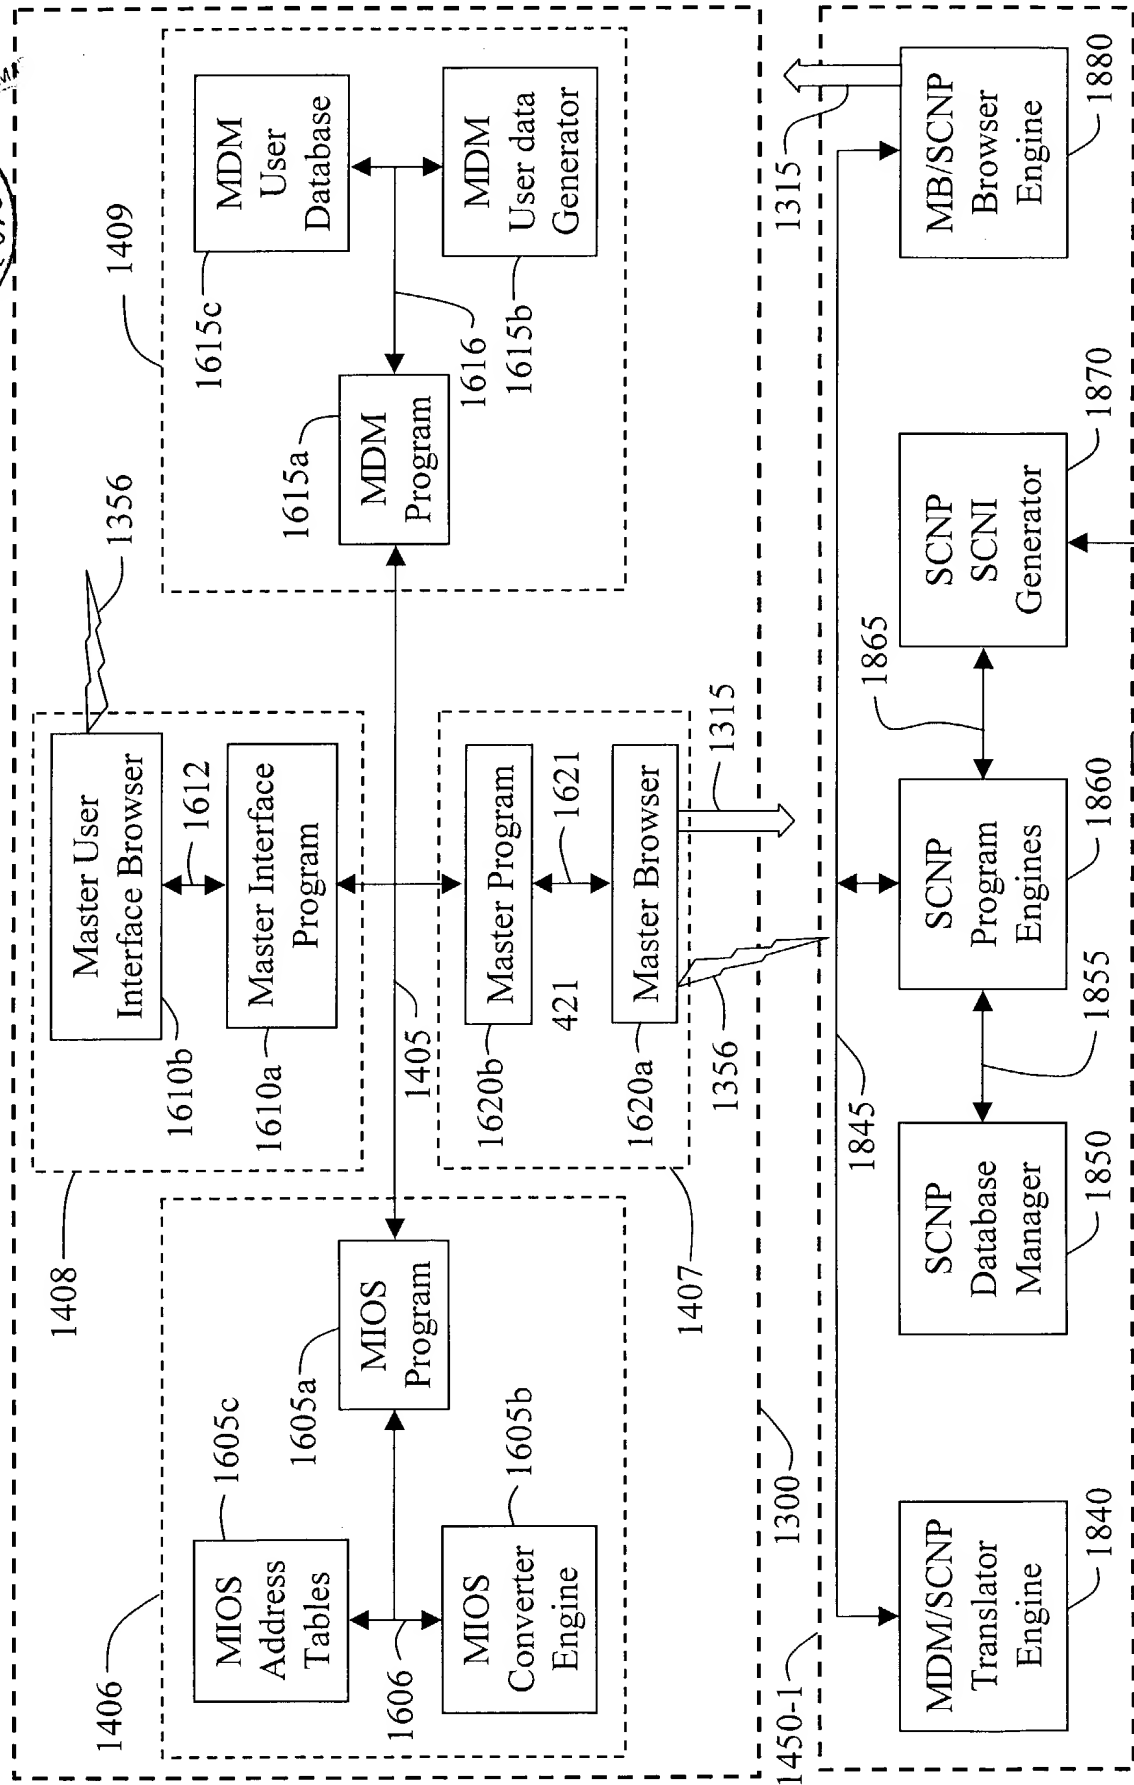 1406
MIOS
Address
Tables
1605c
MIOS
Converter
Engine
1605b
1606
MIOS
Program
1605a
1408
Master User
Interface Browser
1610b
1612
Master Interface
Program
1610a
1356
1405
Master Program
1620b
421
1621
Master Browser
1620a
1315
1356
1407
1409
MDM
Program
1615a
MDM
User
Database
1615c
1616
MDM
User data
Generator
1615b
1300
1450-1
MDM/SCNP
Translator
Engine
1840
1845
SCNP
Database
Manager
1850
1855
SCNP
Program
Engines
1860
1865
SCNP
SCNI
Generator
1870
MB/SCNP
Browser
Engine
1880
1315